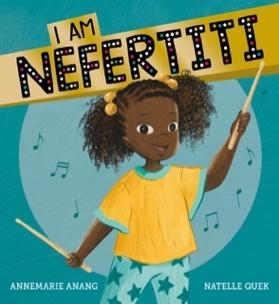 I AM
NEFERTITI
ANNEMARIE ANANG NATELLE QUEK